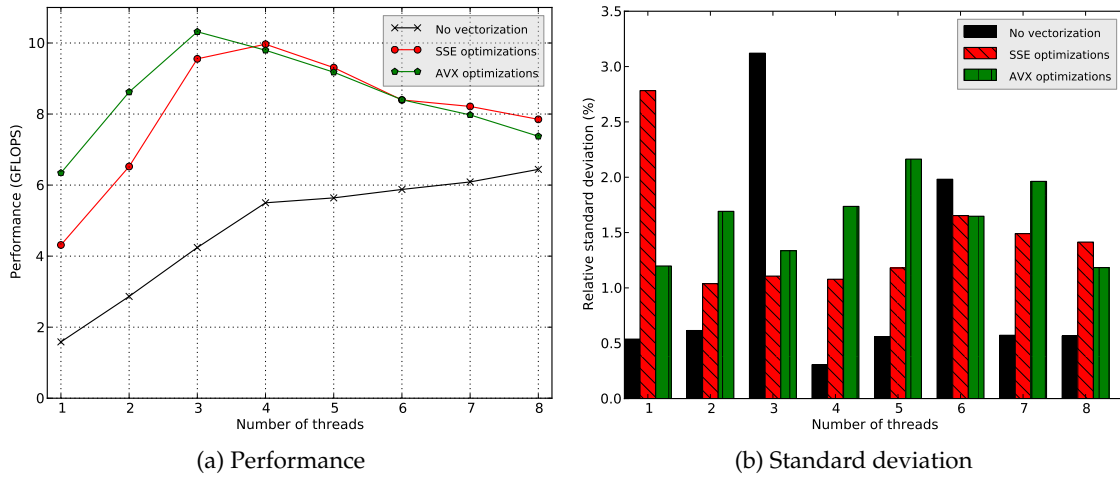 No vectorization
SSE optimizations
AVX optimizations
Performance (GFLOPS)
10
8
6
4
2
0
1 2 3 4 5 6 7 8
Number of threads
(a) Performance
No vectorization
SSE optimizations
AVX optimizations
Relative standard deviation (%)
3.5
3.0
2.5
2.0
1.5
1.0
0.5
0.0
1 2 3 4 5 6 7 8
Number of threads
(b) Standard deviation